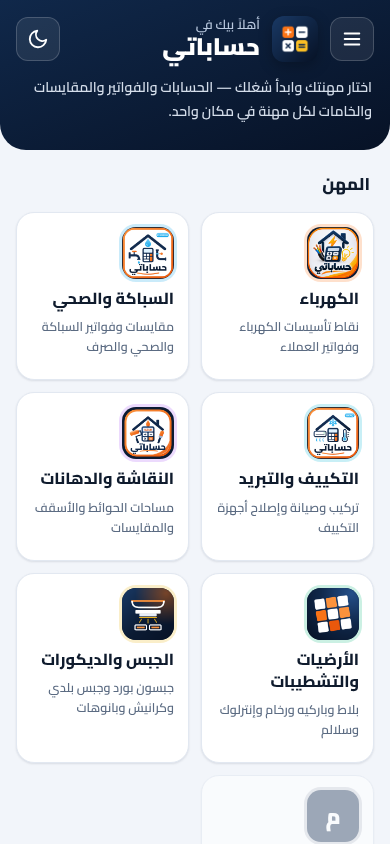 أهلاً بيك في
حساباتي
اختار مهنتك وابدأ شغلك — الحسابات والفواتير والمقايسات
والخامات لكل مهنة في مكان واحد.
المهن
حساباتي
الكهرباء
نقاط تأسيسات الكهرباء
وفواتير العملاء
حساباتي
السباكة والصحي
مقايسات وفواتير السباكة
والصحي والصرف
حساباتي
التكييف والتبريد
تركيب وصيانة وإصلاح أجهزة
التكييف
حساباتي
النقاشة والدهانات
مساحات الحوائط والأسقف
والمقايسات
الأرضيات
والتشطيبات
بلاط وباركيه ورخام وإنترلوك
وسلالم
الجبس والديكورات
جبسون بورد وجبس بلدي
وكرانيش وبانوهات
م